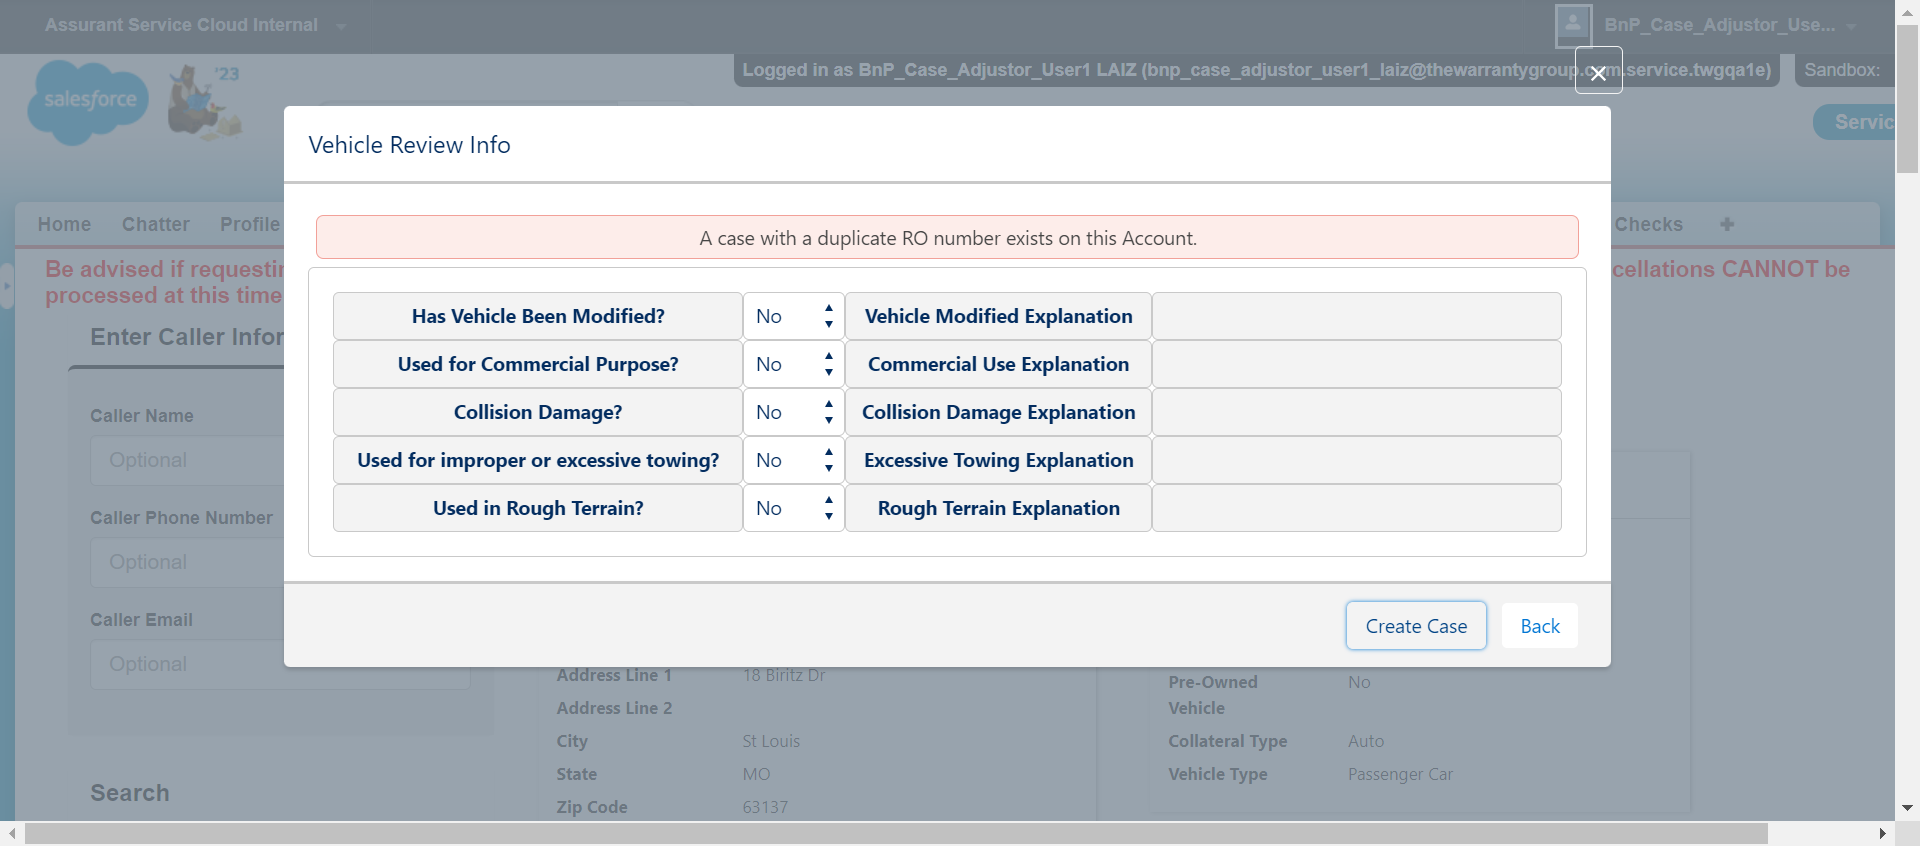 Assurant Service Cloud Internal
BnP_Case_Adjustor_Use...
Logged in as BnP_Case_Adjustor_User1 LAIZ (bnp_case_adjustor_user1_laiz@thewarrantygroup.com.service.twgqa1e)
Sandbox:
salesforce
'23
Servic
Vehicle Review Info
Home Chatter Profile
Checks
A case with a duplicate RO number exists on this Account.
Be advised if requestin
cellations CANNOT be
processed at this time
Enter Caller Infor
Has Vehicle Been Modified? No Vehicle Modified Explanation
Used for Commercial Purpose? No Commercial Use Explanation
Collision Damage? No Collision Damage Explanation
Used for improper or excessive towing? No Excessive Towing Explanation
Used in Rough Terrain? No Rough Terrain Explanation
Caller Name
Optional
Caller Phone Number
Optional
Caller Email
Optional
Create Case Back
Address Line 1 18 Biritz Dr
Address Line 2
City St Louis
State MO
Zip Code 63137
Pre-Owned No
Vehicle
Collateral Type Auto
Vehicle Type Passenger Car
Search